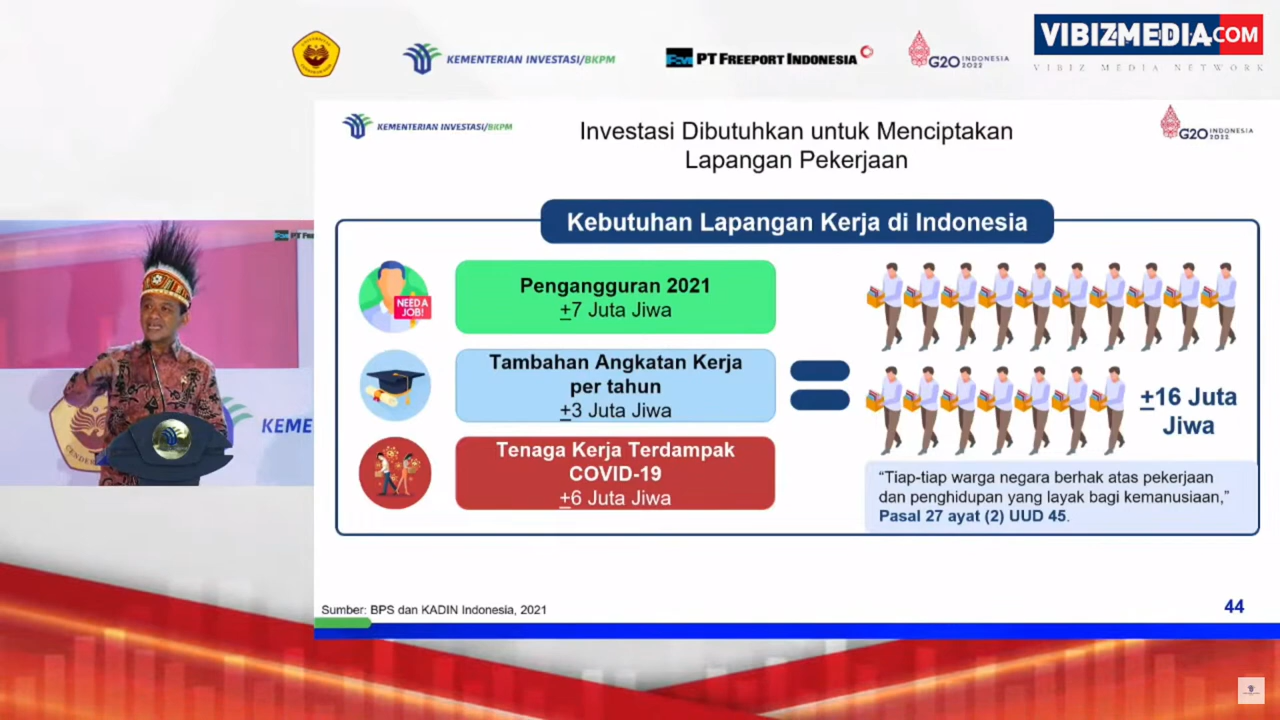 VIBIZMEDIA.COM
VIBIZ MEDIA NETWORK
KEMENTERIAN INVESTASI/BKPM
PT FREEPORT INDONESIA
G20 INDONESIA 2022
KEMENTERIAN INVESTASI/BKPM
Investasi Dibutuhkan untuk Menciptakan
Lapangan Pekerjaan
G20 INDONESIA 2022
Kebutuhan Lapangan Kerja di Indonesia
NEED A
JOB!
Pengangguran 2021
±7 Juta Jiwa
Tambahan Angkatan Kerja
per tahun
±3 Juta Jiwa
Tenaga Kerja Terdampak
COVID-19
±6 Juta Jiwa
±16 Juta
Jiwa
“Tiap-tiap warga negara berhak atas pekerjaan
dan penghidupan yang layak bagi kemanusiaan,”
Pasal 27 ayat (2) UUD 45.
Sumber: BPS dan KADIN Indonesia, 2021
44
PT FR
KEME